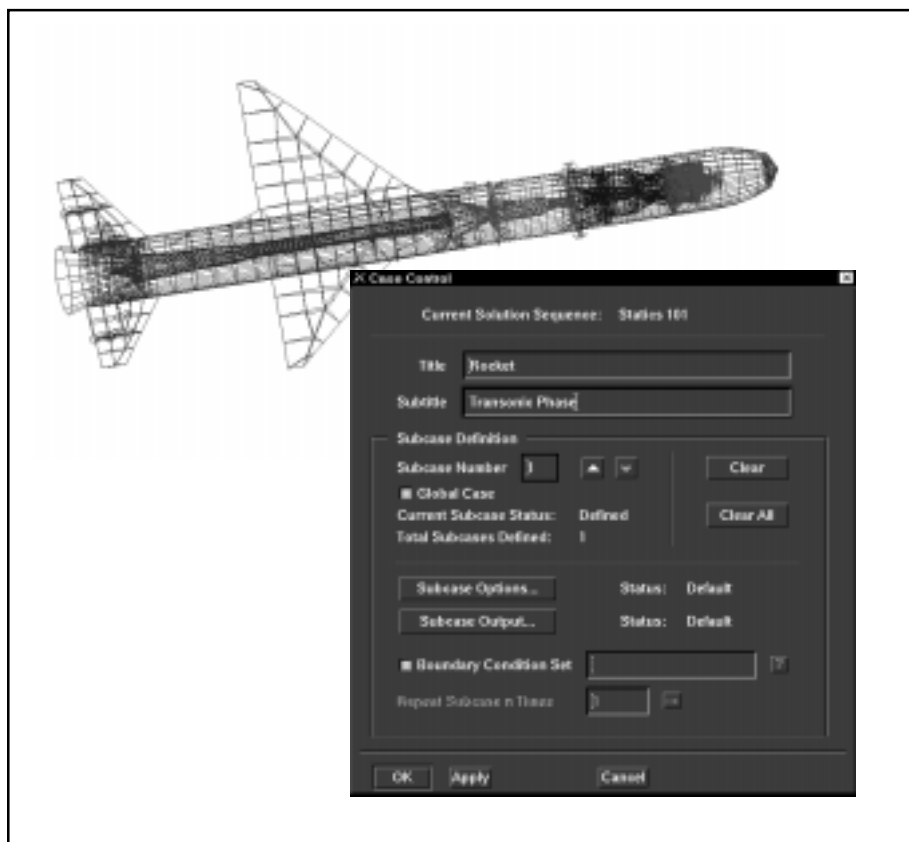 Case Control
Current Solution Sequence: Statics 101
Title Rocket
Subtitle Transonic Phase
Subcase Definition
Subcase Number 1
Clear
Global Case
Current Subcase Status: Defined
Clear All
Total Subcases Defined: 1
Subcase Options... Status: Default
Subcase Output... Status: Default
Boundary Condition Set ?
Repeat Subcase n Times
OK Apply Cancel